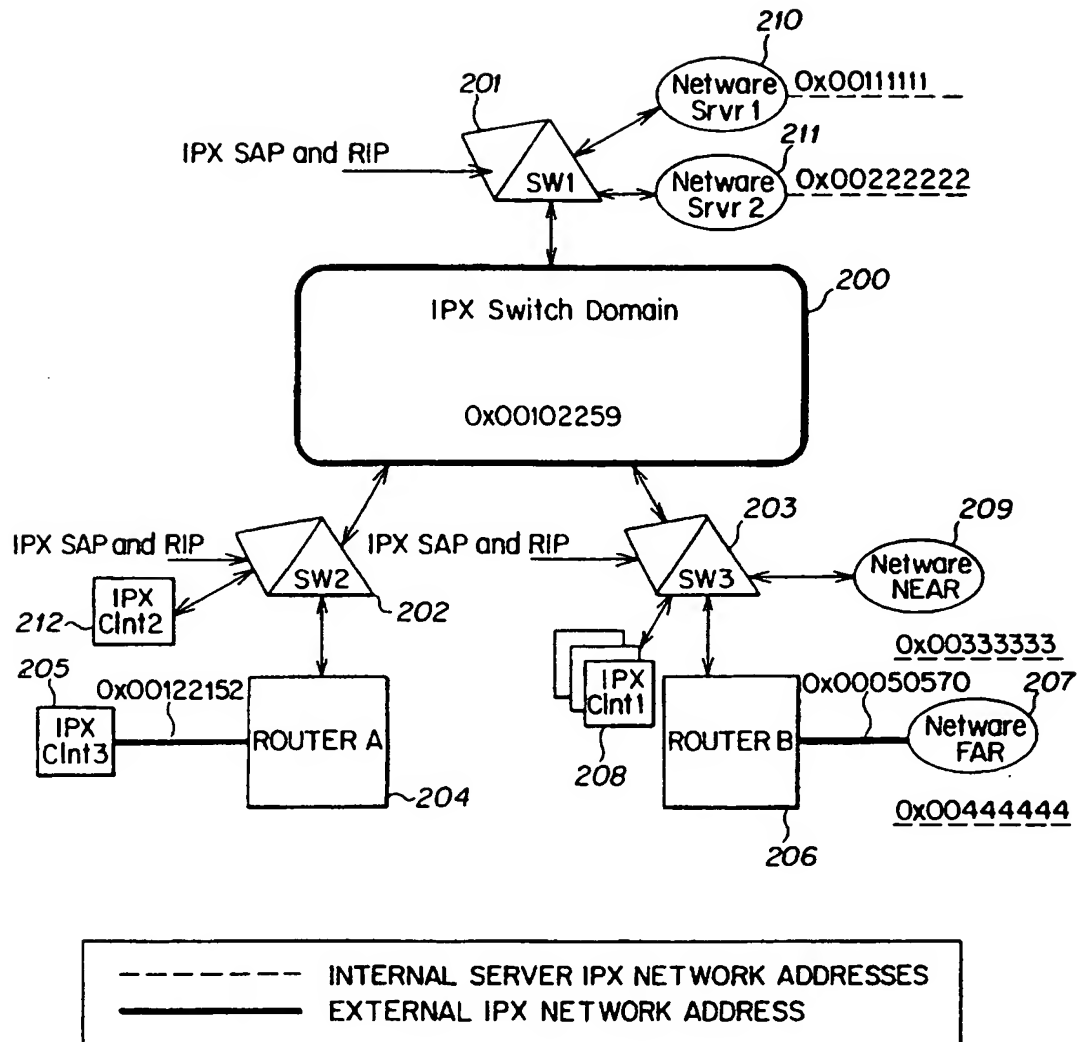 210
201
Netware
Srvr 1
0x00111111
211
IPX SAP and RIP
SW1
Netware
Srvr 2
0x00222222
200
IPX Switch Domain
0x00102259
203
209
IPX SAP and RIP
IPX SAP and RIP
SW2
SW3
Netware
NEAR
202
IPX
Clnt2
212
205
0x00122152
0x00333333
IPX
Clnt1
0x00050570
207
IPX
Clnt3
ROUTER A
ROUTER B
Netware
FAR
208
204
0x00444444
206
INTERNAL SERVER IPX NETWORK ADDRESSES
EXTERNAL IPX NETWORK ADDRESS